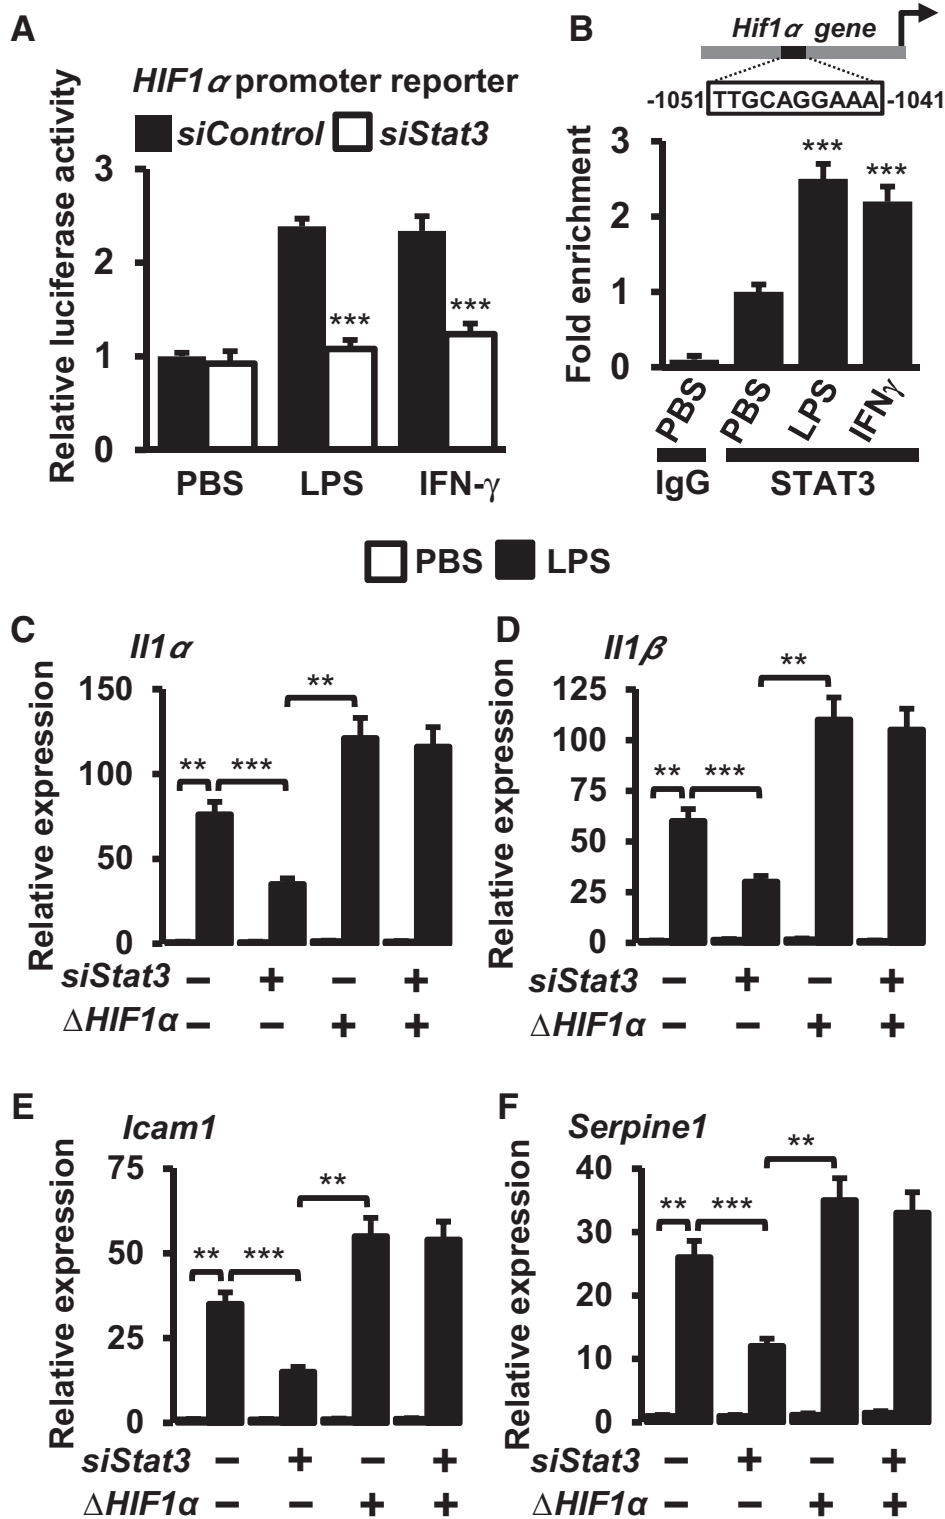 A
HIF1α promoter reporter
siControl siStat3
Relative luciferase activity
3
2
1
0
PBS LPS IFN-γ
***
***
B
Hif1α gene
-1051 TTGCAGGAAA -1041
Fold enrichment
3
2
1
0
***
***
PBS PBS LPS IFNγ
IgG STAT3
PBS LPS
C
Il1α
Relative expression
150
100
50
0
** *** **
siStat3 − + − +
ΔHIF1α − − + +
D
Il1β
Relative expression
125
100
75
50
25
0
** *** **
siStat3 − + − +
ΔHIF1α − − + +
E
Icam1
Relative expression
75
50
25
0
** *** **
siStat3 − + − +
ΔHIF1α − − + +
F
Serpine1
Relative expression
40
30
20
10
0
** *** **
siStat3 − + − +
ΔHIF1α − − + +